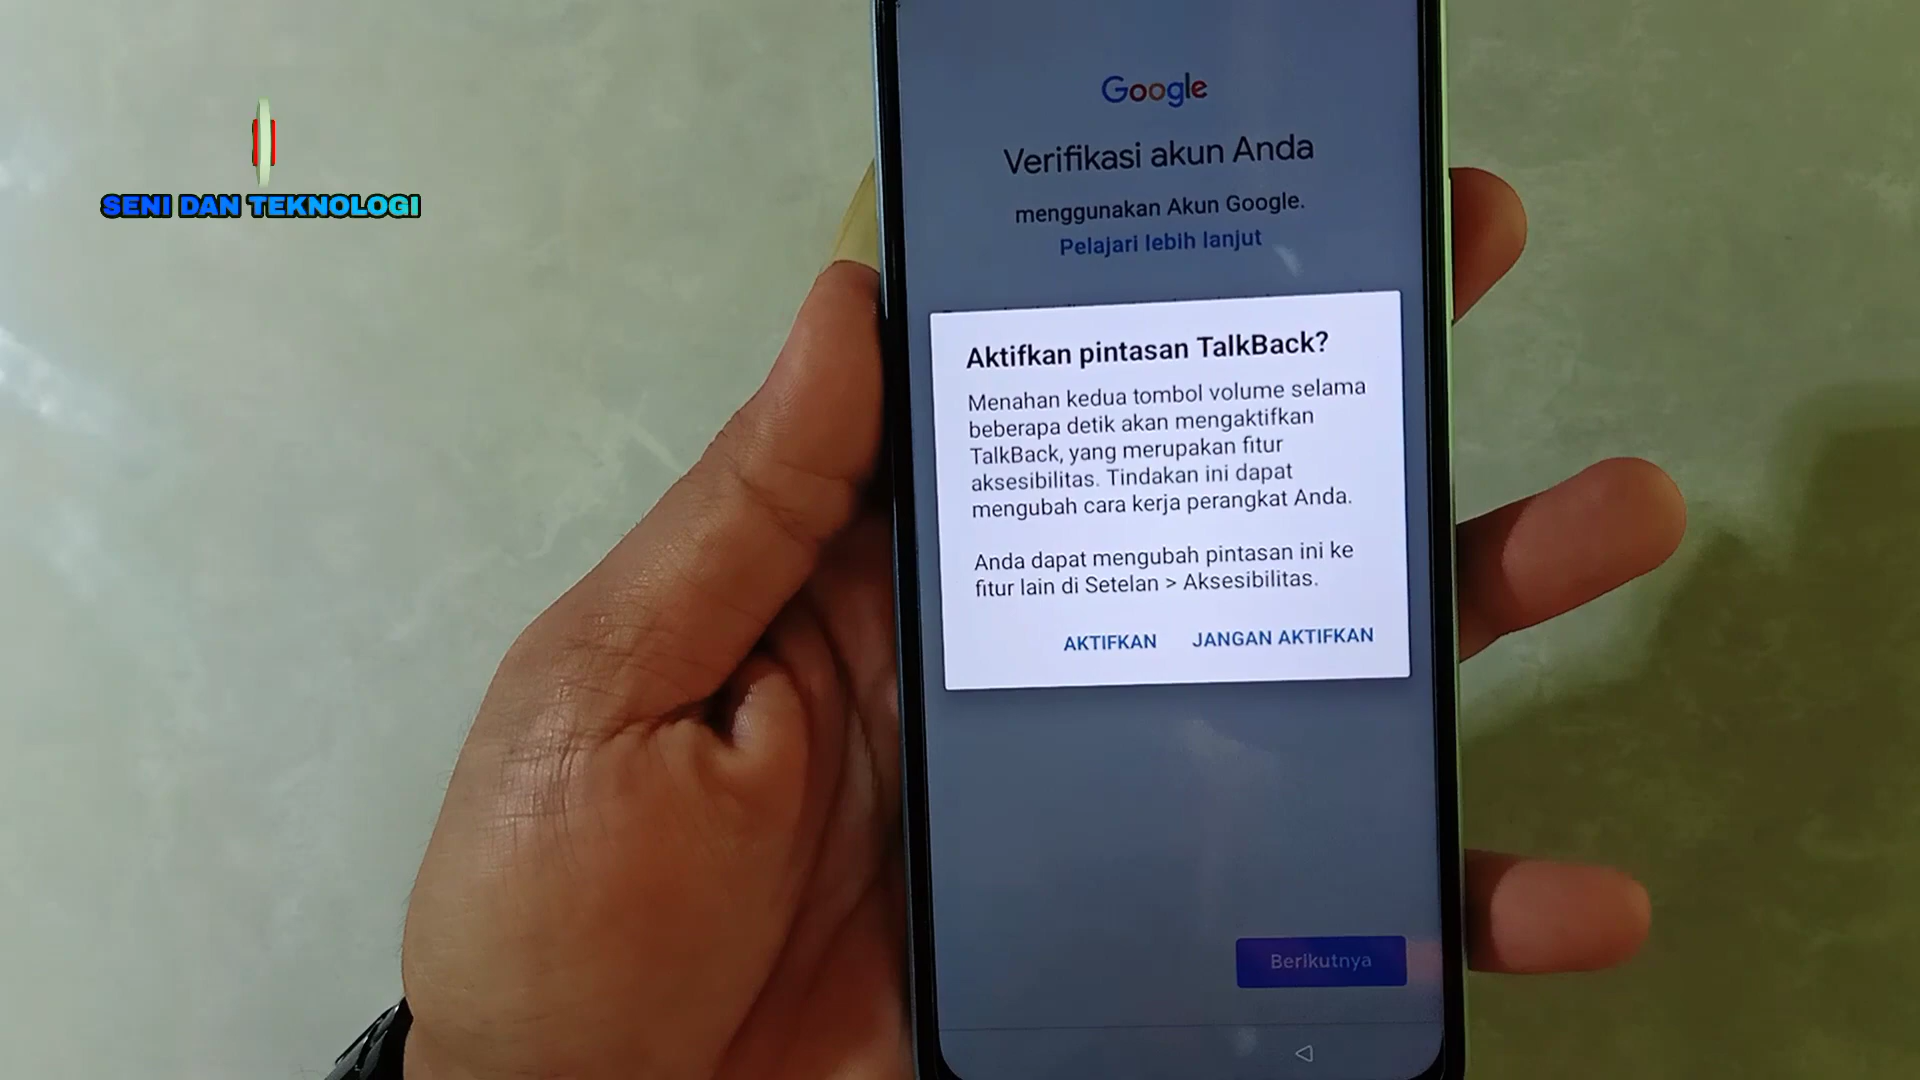 SENI DAN TEKNOLOGI
Google
Verifikasi akun Anda
menggunakan Akun Google.
Pelajari lebih lanjut
Aktifkan pintasan TalkBack?
Menahan kedua tombol volume selama
beberapa detik akan mengaktifkan
TalkBack, yang merupakan fitur
aksesibilitas. Tindakan ini dapat
mengubah cara kerja perangkat Anda.
Anda dapat mengubah pintasan ini ke
fitur lain di Setelan > Aksesibilitas.
AKTIFKAN JANGAN AKTIFKAN
Berikutnya